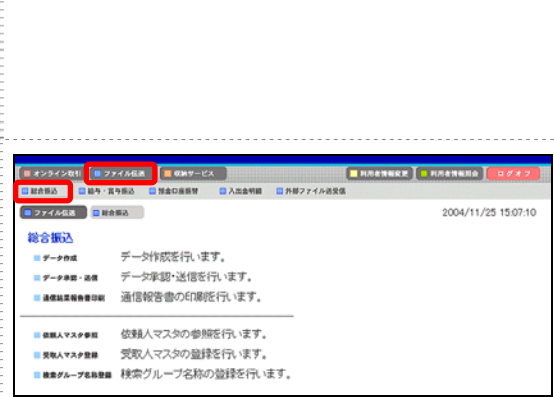 オンライン取引 ファイル伝送 収納サービス 利用者情報変更 利用者情報照会 ログオフ
総合振込 給与・賞与振込 預金口座振替 入出金明細 外部ファイル送受信
ファイル伝送 総合振込 2004/11/25 15:07:10
総合振込
データ作成 データ作成を行います。
データ承認・送信 データ承認・送信を行います。
通信結果報告書印刷 通信報告書の印刷を行います。
依頼人マスタ参照 依頼人マスタの参照を行います。
受取人マスタ登録 受取人マスタの登録を行います。
検索グループ名称登録 検索グループ名称の登録を行います。